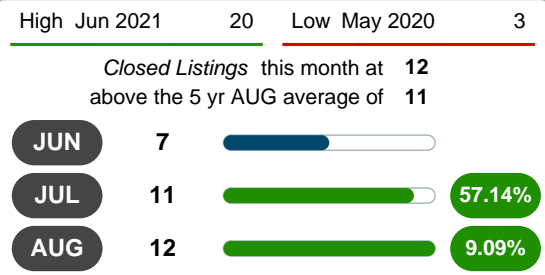 High Jun 2021 20 Low May 2020 3
Closed Listings this month at 12
above the 5 yr AUG average of 11
JUN 7
JUL 11 57.14%
AUG 12 9.09%